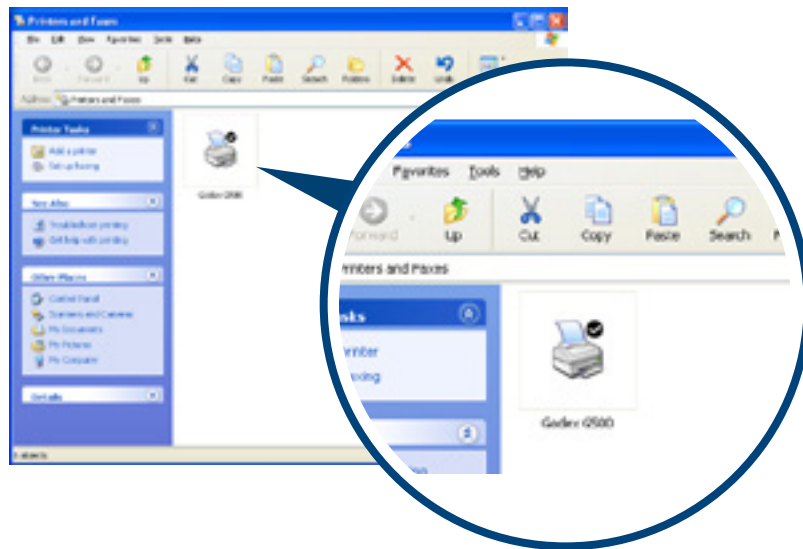 Printers and Faxes
File Edit View Favorites Tools Help
Back Forward Up Cut Copy Paste Search Folders Delete Undo
Address Printers and Faxes
Printer Tasks
Add a printer
Set up faxing
See Also
Troubleshoot printing
Get help with printing
Other Places
Control Panel
Scanners and Cameras
My Documents
My Pictures
My Computer
Details
Godex G500
objects
Favorites Tools Help
Forward Up Cut Copy Paste Search
rinters and Faxes
sks
rinter
axing
Godex G500